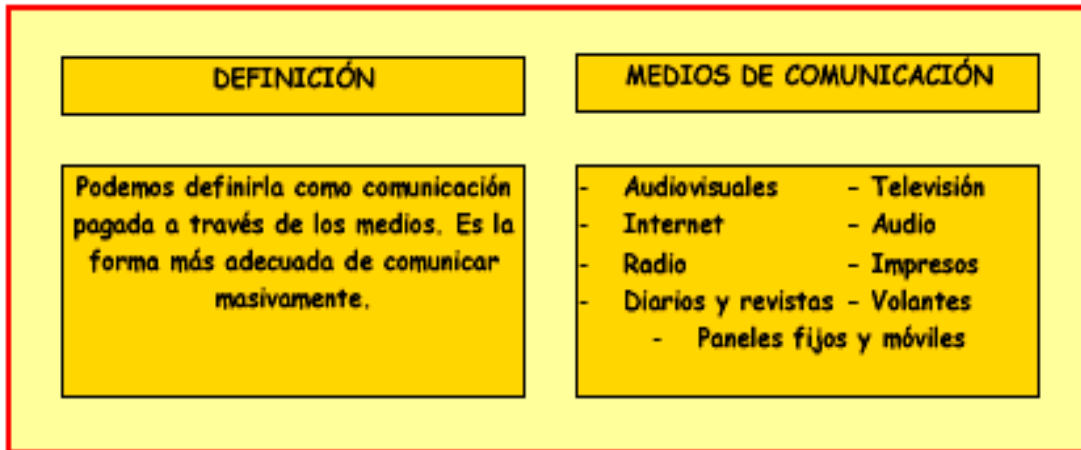 DEFINICIÓN
Podemos definirla como comunicación
pagada a través de los medios. Es la
forma más adecuada de comunicar
masivamente.
MEDIOS DE COMUNICACIÓN
- Audiovisuales – Televisión
- Internet – Audio
- Radio – Impresos
- Diarios y revistas – Volantes
- Paneles fijos y móviles